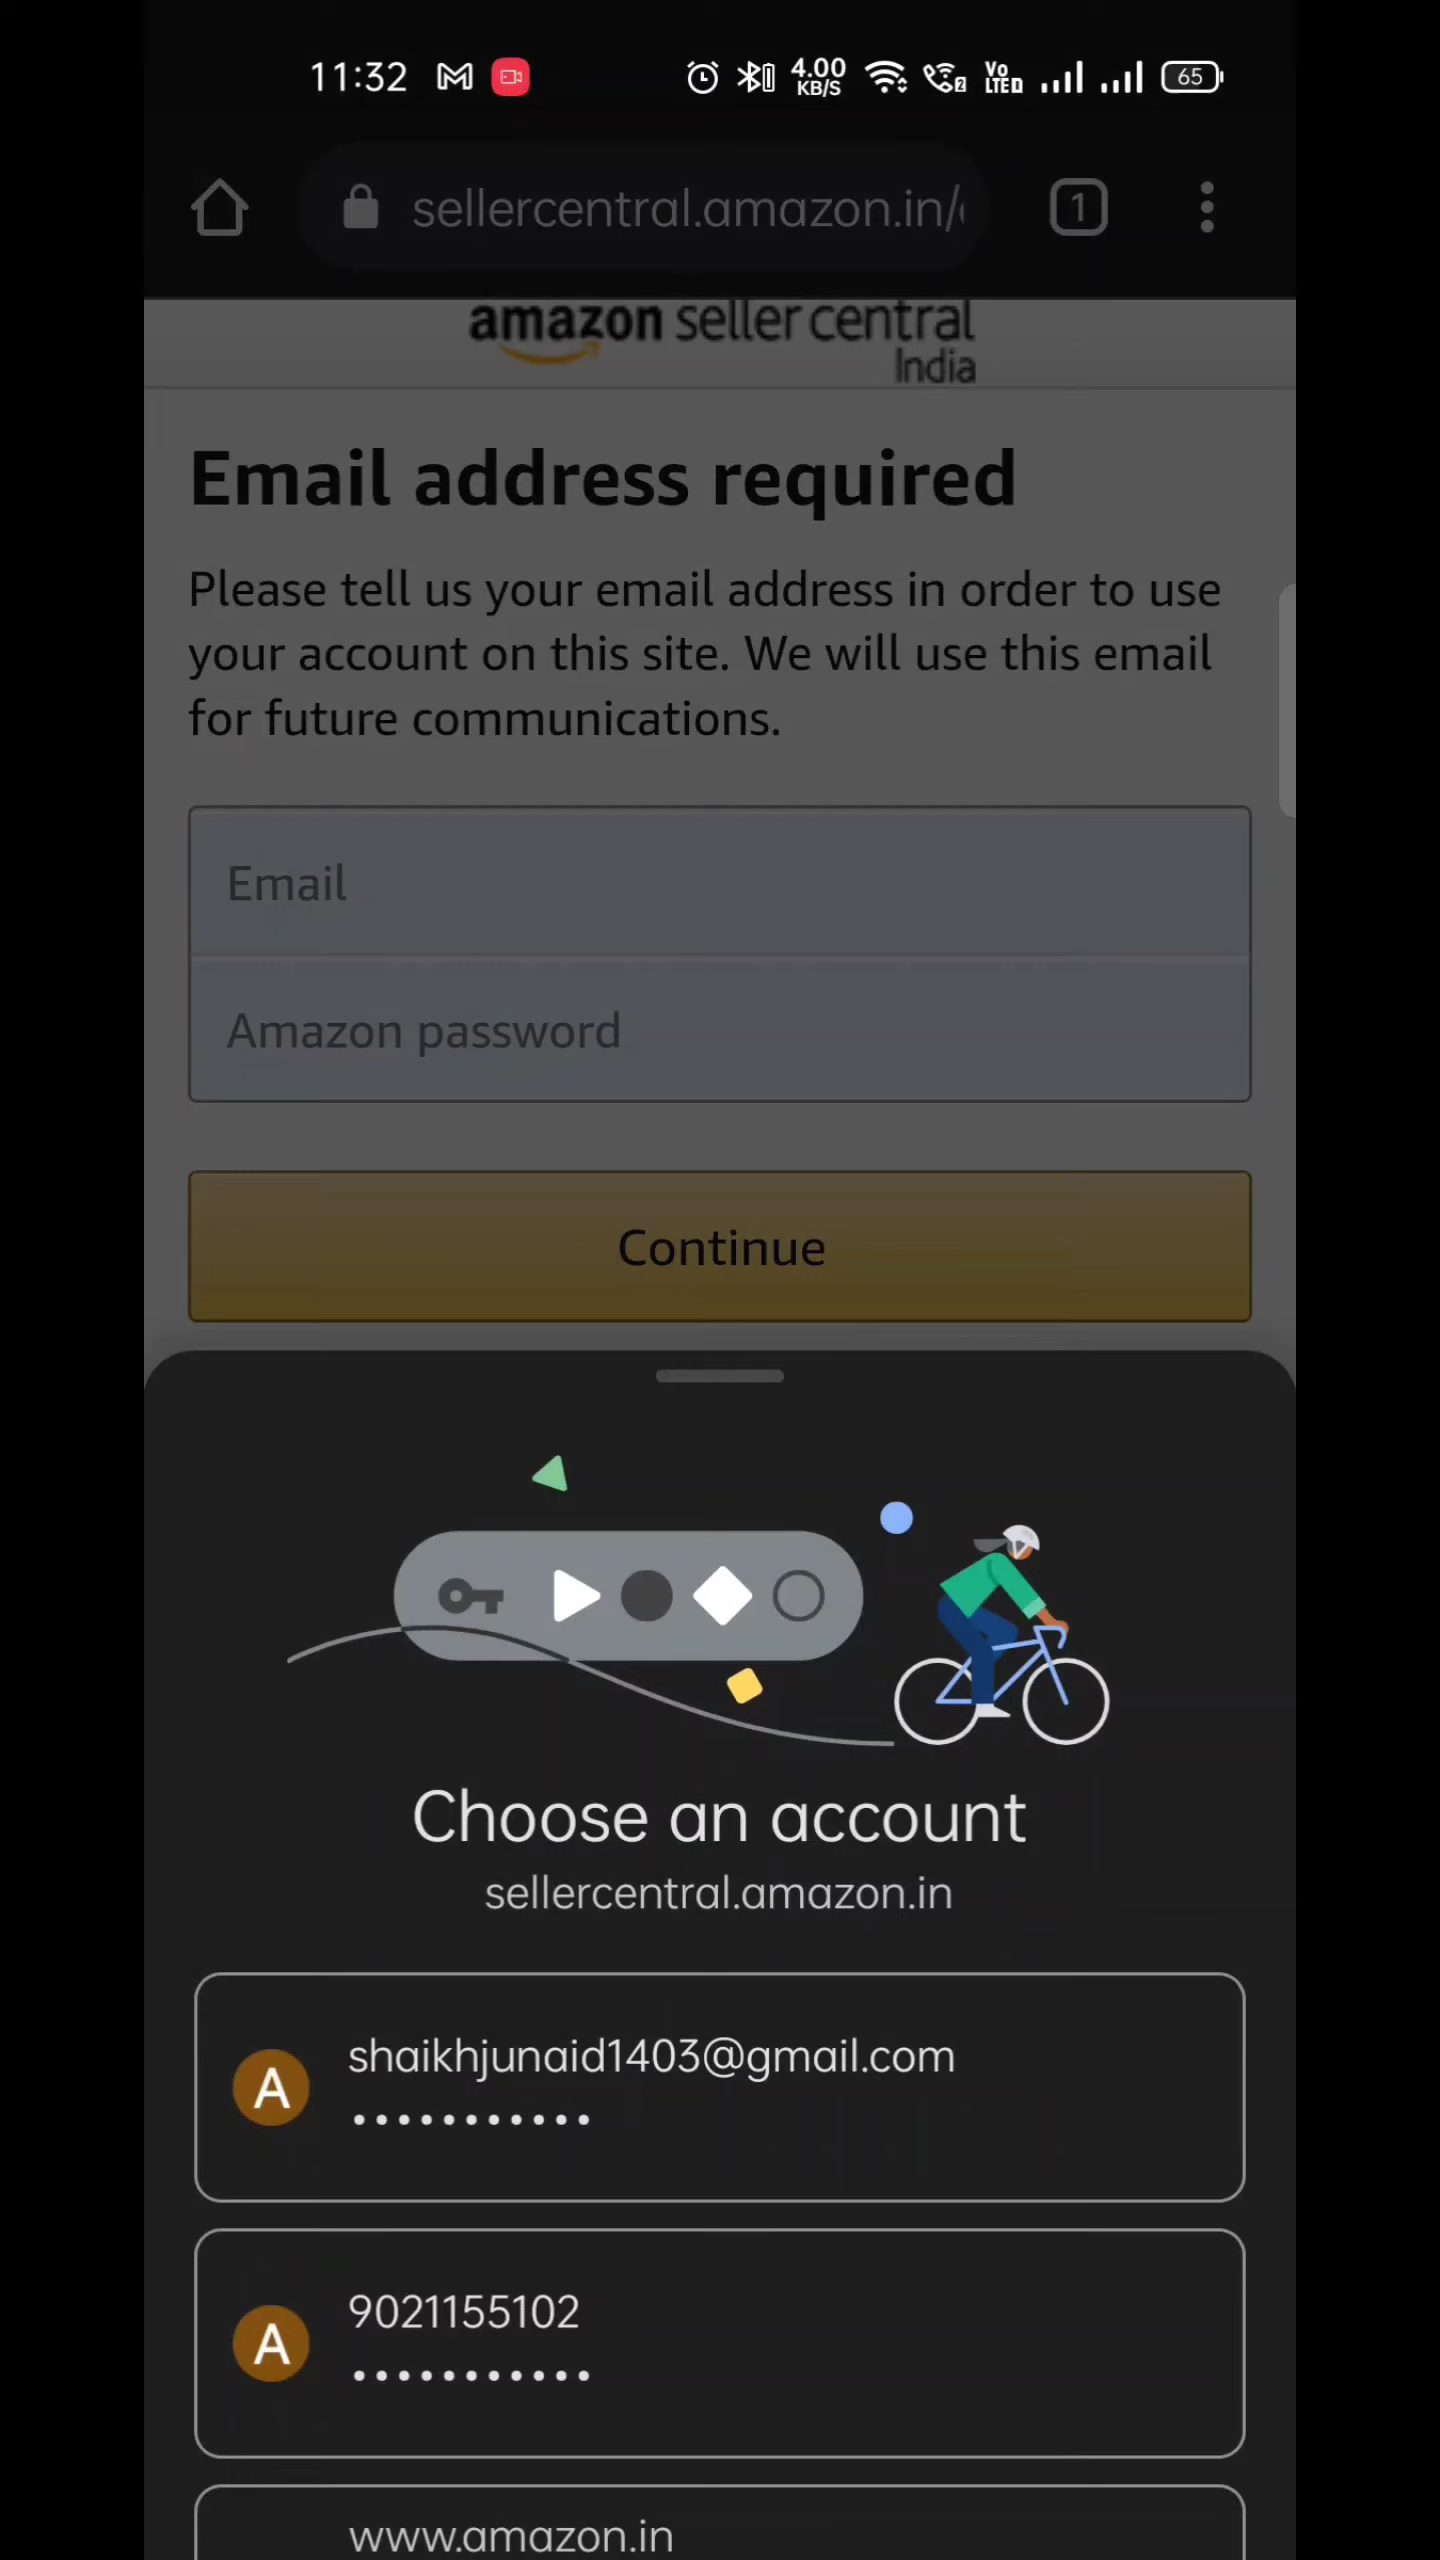 11:32
4.00
KB/S
2
Vo
LTED
65
sellercentral.amazon.in/
1
amazon seller central
India
Email address required
Please tell us your email address in order to use
your account on this site. We will use this email
for future communications.
Email
Amazon password
Continue
Choose an account
sellercentral.amazon.in
A
shaikhjunaid1403@gmail.com
•••••••••••
A
9021155102
•••••••••••
www.amazon.in